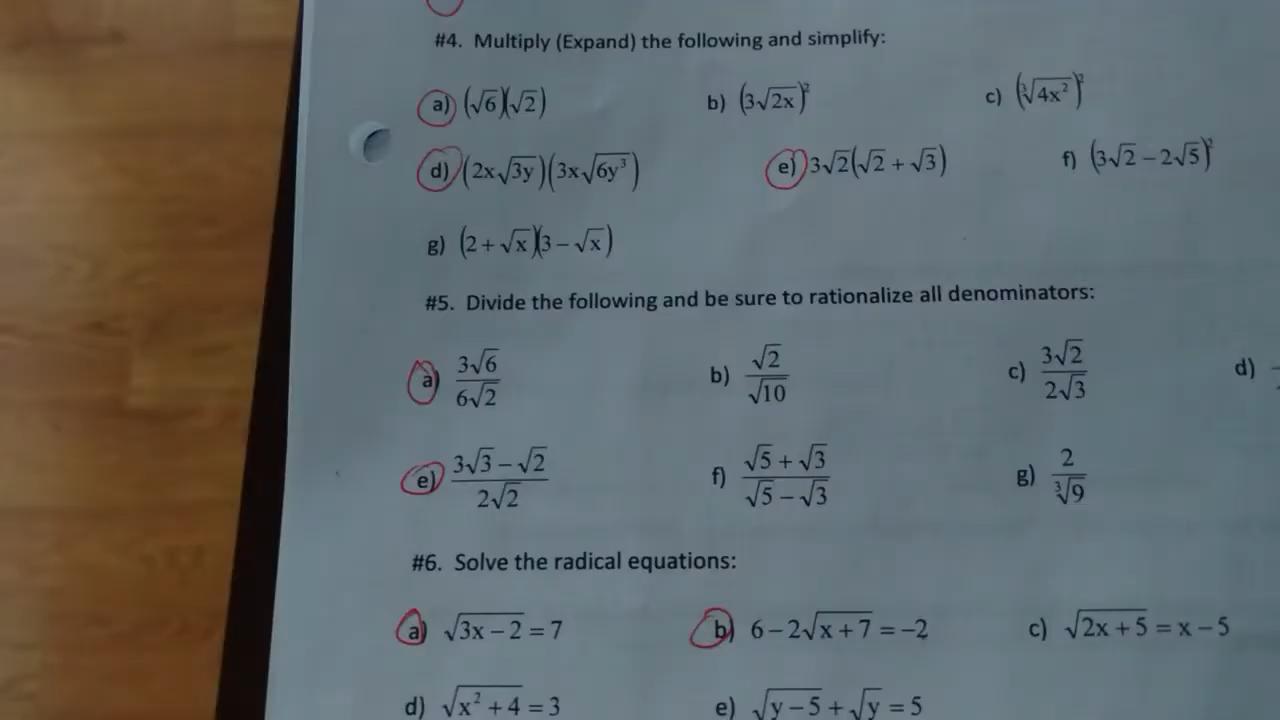 #4. Multiply (Expand) the following and simplify:
a) (√6)(√2) b) (3√2x)² c) (∛4x²)²
d) (2x√3y)(3x√6y³) e) 3√2(√2 + √3) f) (3√2 − 2√5)²
g) (2 + √x)(3 − √x)
#5. Divide the following and be sure to rationalize all denominators:
a) 3√6/6√2 b) √2/√10 c) 3√2/2√3 d)
e) 3√3 − √2/2√2 f) √5 + √3/√5 − √3 g) 2/∛9
#6. Solve the radical equations:
a) √3x − 2 = 7 b) 6 − 2√x + 7 = −2 c) √2x + 5 = x − 5
d) √x² + 4 = 3 e) √y − 5 + √y = 5